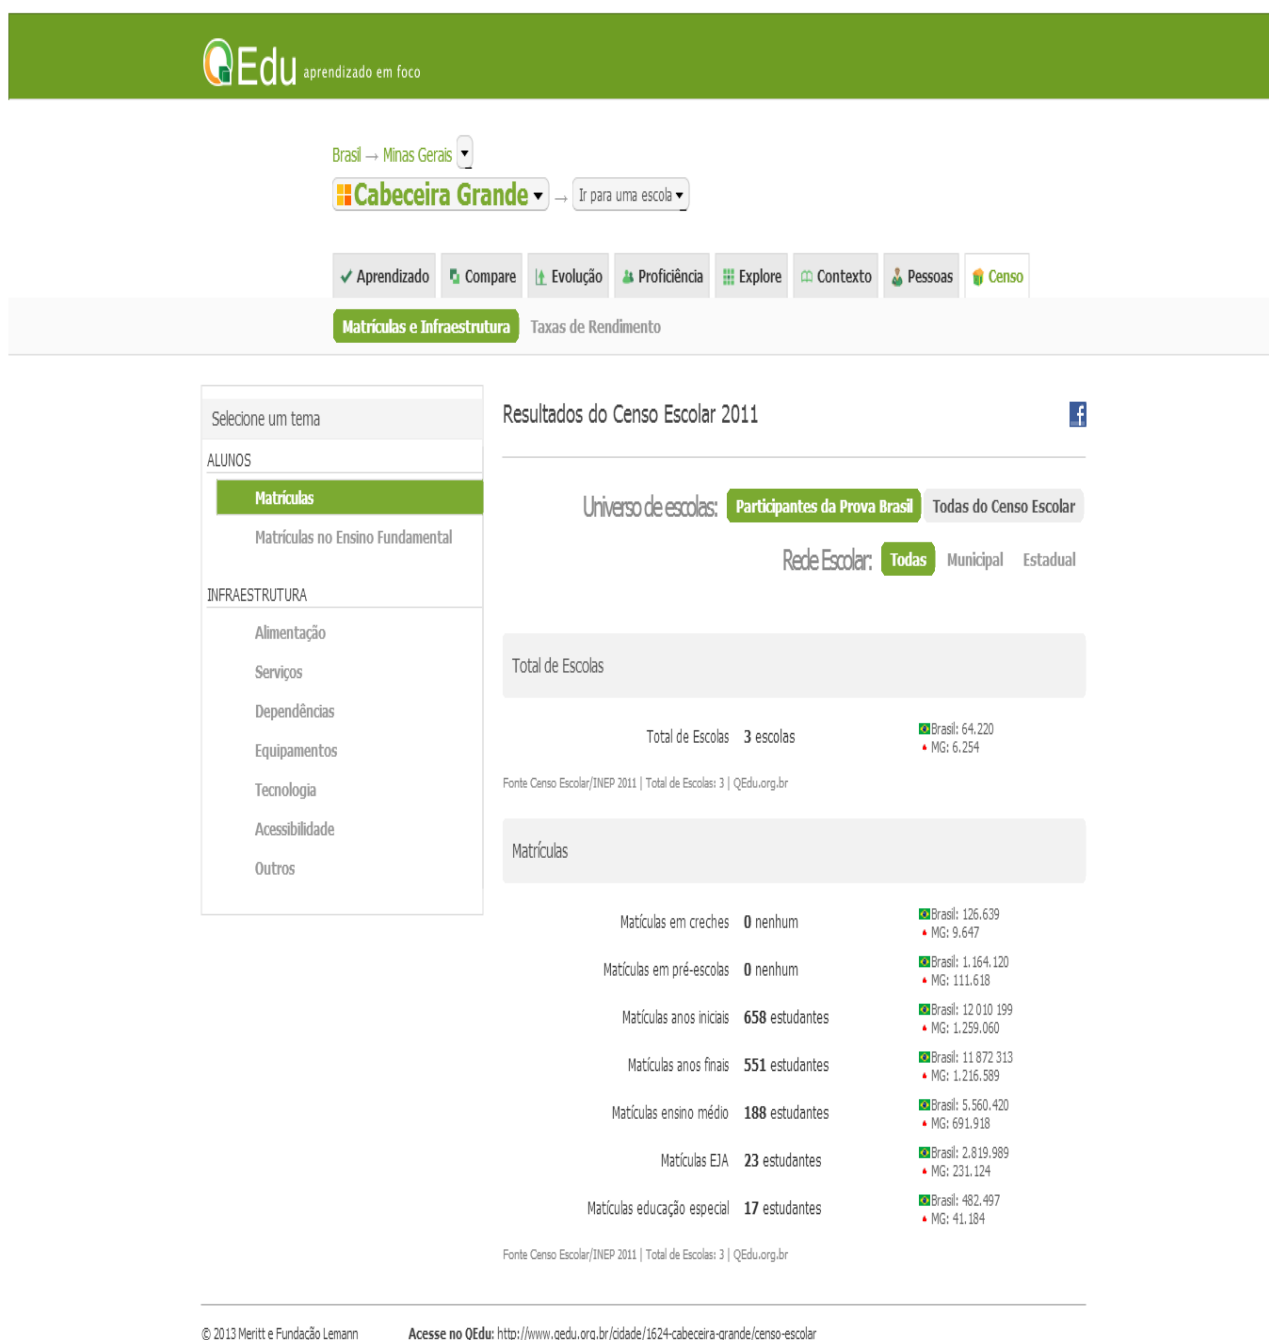 QEdu aprendizado em foco
Brasil → Minas Gerais
Cabeceira Grande → Ir para uma escola
Aprendizado Compare Evolução Proficiência Explore Contexto Pessoas Censo
Matrículas e Infraestrutura Taxas de Rendimento
Selecione um tema
ALUNOS
Matrículas
Matrículas no Ensino Fundamental
INFRAESTRUTURA
Alimentação
Serviços
Dependências
Equipamentos
Tecnologia
Acessibilidade
Outros
Resultados do Censo Escolar 2011
Universo de escolas: Participantes da Prova Brasil Todas do Censo Escolar
Rede Escolar: Todas Municipal Estadual
Total de Escolas
Total de Escolas 3 escolas Brasil: 64.220
MG: 6.254
Fonte Censo Escolar/INEP 2011 | Total de Escolas: 3 | QEdu.org.br
Matrículas
Matículas em creches 0 nenhum Brasil: 126.639
MG: 9.647
Matículas em pré-escolas 0 nenhum Brasil: 1.164.120
MG: 111.618
Matículas anos iniciais 658 estudantes Brasil: 12 010 199
MG: 1.259.060
Matículas anos finais 551 estudantes Brasil: 11 872 313
MG: 1.216.589
Matículas ensino médio 188 estudantes Brasil: 5.560.420
MG: 691.918
Matículas EJA 23 estudantes Brasil: 2.819.989
MG: 231.124
Matículas educação especial 17 estudantes Brasil: 482.497
MG: 41.184
Fonte Censo Escolar/INEP 2011 | Total de Escolas: 3 | QEdu.org.br
© 2013 Meritt e Fundação Lemann Acesse no QEdu: http://www.qedu.org.br/cidade/1624-cabeceira-grande/censo-escolar